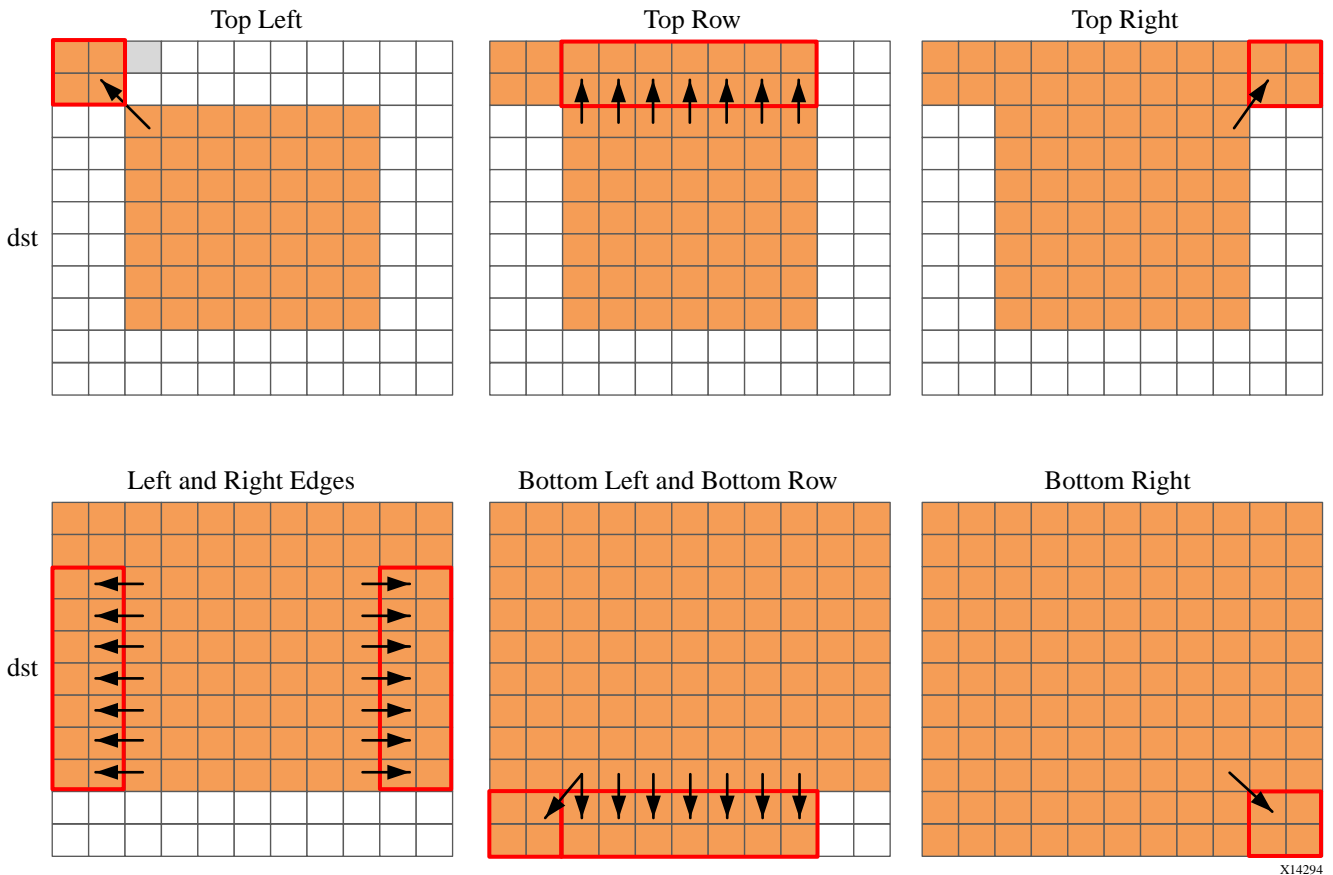 Top Left
Top Row
Top Right
dst
Left and Right Edges
Bottom Left and Bottom Row
Bottom Right
dst
X14294